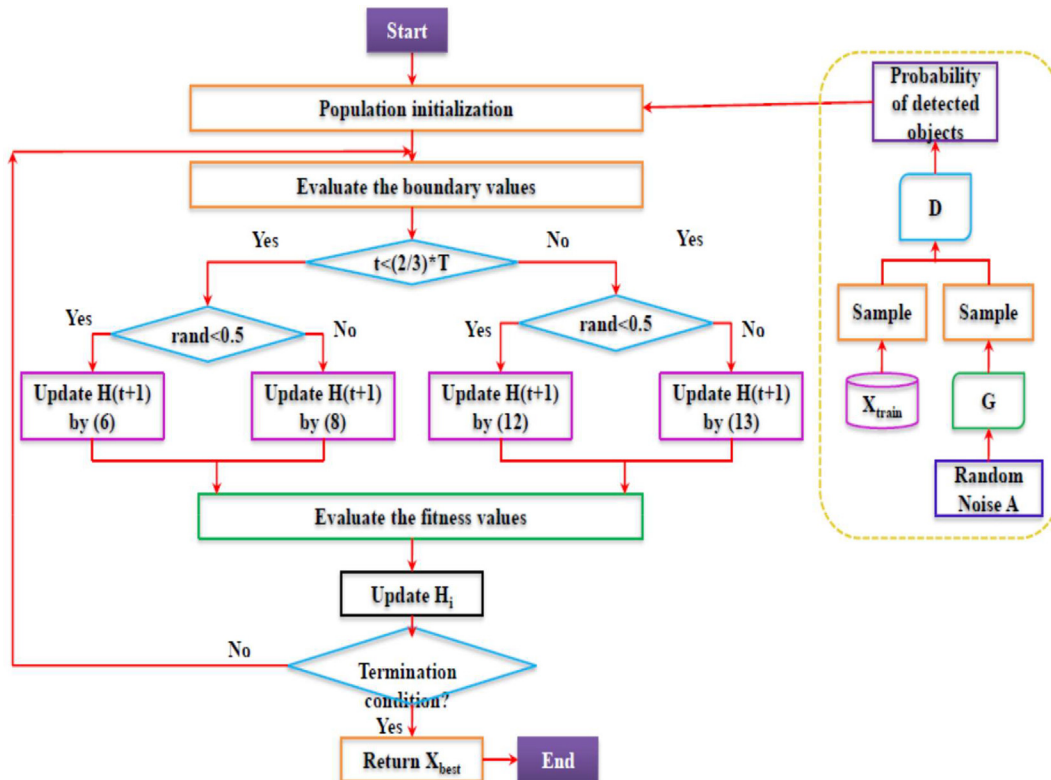 Start
Population initialization
Evaluate the boundary values
Yes
No
Yes
t<(2/3)*T
Yes
rand<0.5
No
Yes
rand<0.5
No
Update H(t+1)
by (6)
Update H(t+1)
by (8)
Update H(t+1)
by (12)
Update H(t+1)
by (13)
Evaluate the fitness values
Update Hi
No
Termination
condition?
Yes
Return Xbest
End
Probability
of detected
objects
D
Sample
Sample
Xtrain
G
Random
Noise A